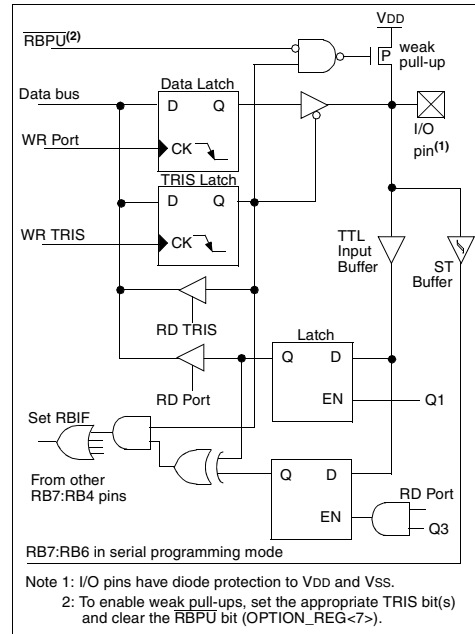 VDD
RBPU(2)
P
weak
pull-up
Data Latch
Data bus
D Q
I/O
pin(1)
WR Port
CK
TRIS Latch
D Q
WR TRIS
CK
TTL
Input
Buffer
ST
Buffer
RD TRIS
Latch
Q D
RD Port
EN
Q1
Set RBIF
Q D
From other
RB7:RB4 pins
RD Port
EN
Q3
RB7:RB6 in serial programming mode
Note 1: I/O pins have diode protection to VDD and VSS.
2: To enable weak pull-ups, set the appropriate TRIS bit(s)
and clear the RBPU bit (OPTION_REG<7>).